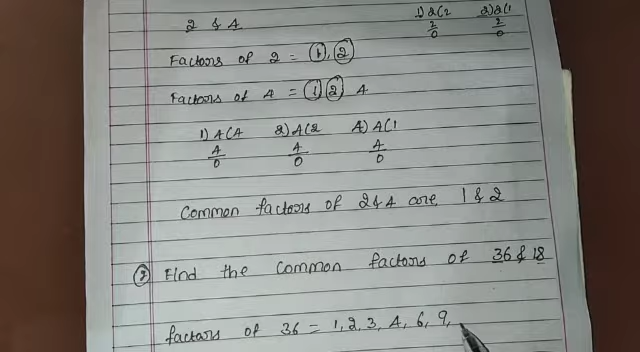 2 & 4
1)2(2 2)2(1
2 2
0 0
Factors of 2 = 1, 2
Factors of 4 = 1 2 4
1)4(4 2)4(2 4)4(1
4 4 4
0 0 0
Common factors of 2 & 4 are 1 & 2
② Find the common factors of 36 & 18
factors of 36 = 1, 2, 3, 4, 6, 9,